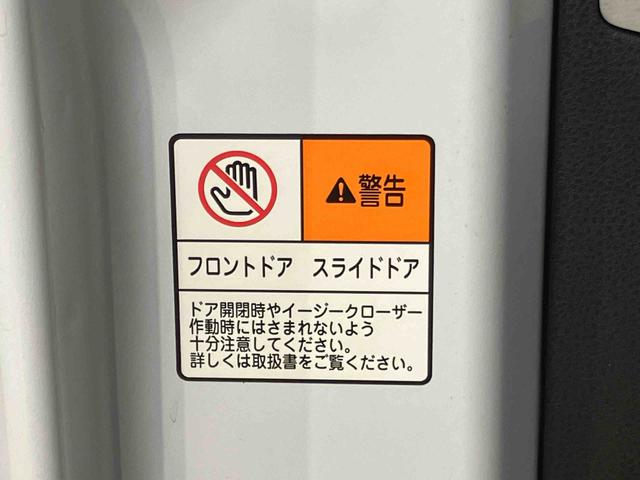 ⚠警告
フロントドア スライドドア
ドア開閉時やイージークローザー
作動時にはさまれないよう
十分注意してください。
詳しくは取扱書をご覧ください。